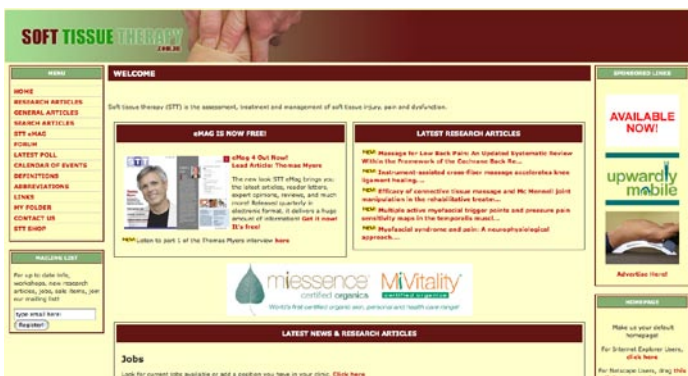 SOFT TISSUE THERAPY
.com.au
MENU
HOME
RESEARCH ARTICLES
GENERAL ARTICLES
SEARCH ARTICLES
STT eMAG
FORUM
LATEST POLL
CALENDAR OF EVENTS
DEFINITIONS
ABBREVIATIONS
LINKS
MY FOLDER
CONTACT US
STT SHOP
MAILING LIST
For up to date info,
workshops, new research
articles, jobs, sale items, join
our mailing list!
type email here:
Register!
WELCOME
Soft tissue therapy (STT) is the assessment, treatment and management of soft tissue injury, pain and dysfunction.
eMAG IS NOW FREE!
STT
eMag 4 Out Now!
Lead Article: Thomas Myers
The new look STT eMag brings you
the latest articles, reader letters,
expert opinions, reviews, and much
more! Released quarterly in
electronic format, it delivers a huge
amount of information! Get it now!
It's free!
NEW Listen to part 1 of the Thomas Myers interview here
LATEST RESEARCH ARTICLES
NEW Massage for Low Back Pain: An Updated Systematic Review
Within the Framework of the Cochrane Back Re...
NEW Instrument-assisted cross fiber massage accelerates knee
ligament healing....
NEW Efficacy of connective tissue massage and Mc Mennell joint
manipulation in the rehabilitative treatm...
NEW Multiple active myofascial trigger points and pressure pain
sensitivity maps in the temporalis muscl...
NEW Myofascial syndrome and pain: A neurophysiological
approach....
miessence MiVitality
certified organics certified organics
World's first certified organic skin, personal and health care range!
LATEST NEWS & RESEARCH ARTICLES
Jobs
Look for current jobs available or add a position you have in your clinic. Click here
SPONSORED LINKS
AVAILABLE
NOW!
upwardly
mobile
Advertise Here!
HOMEPAGE
Make us your default
homepage!
For Internet Explorer Users,
click here
For Netscape Users, drag this